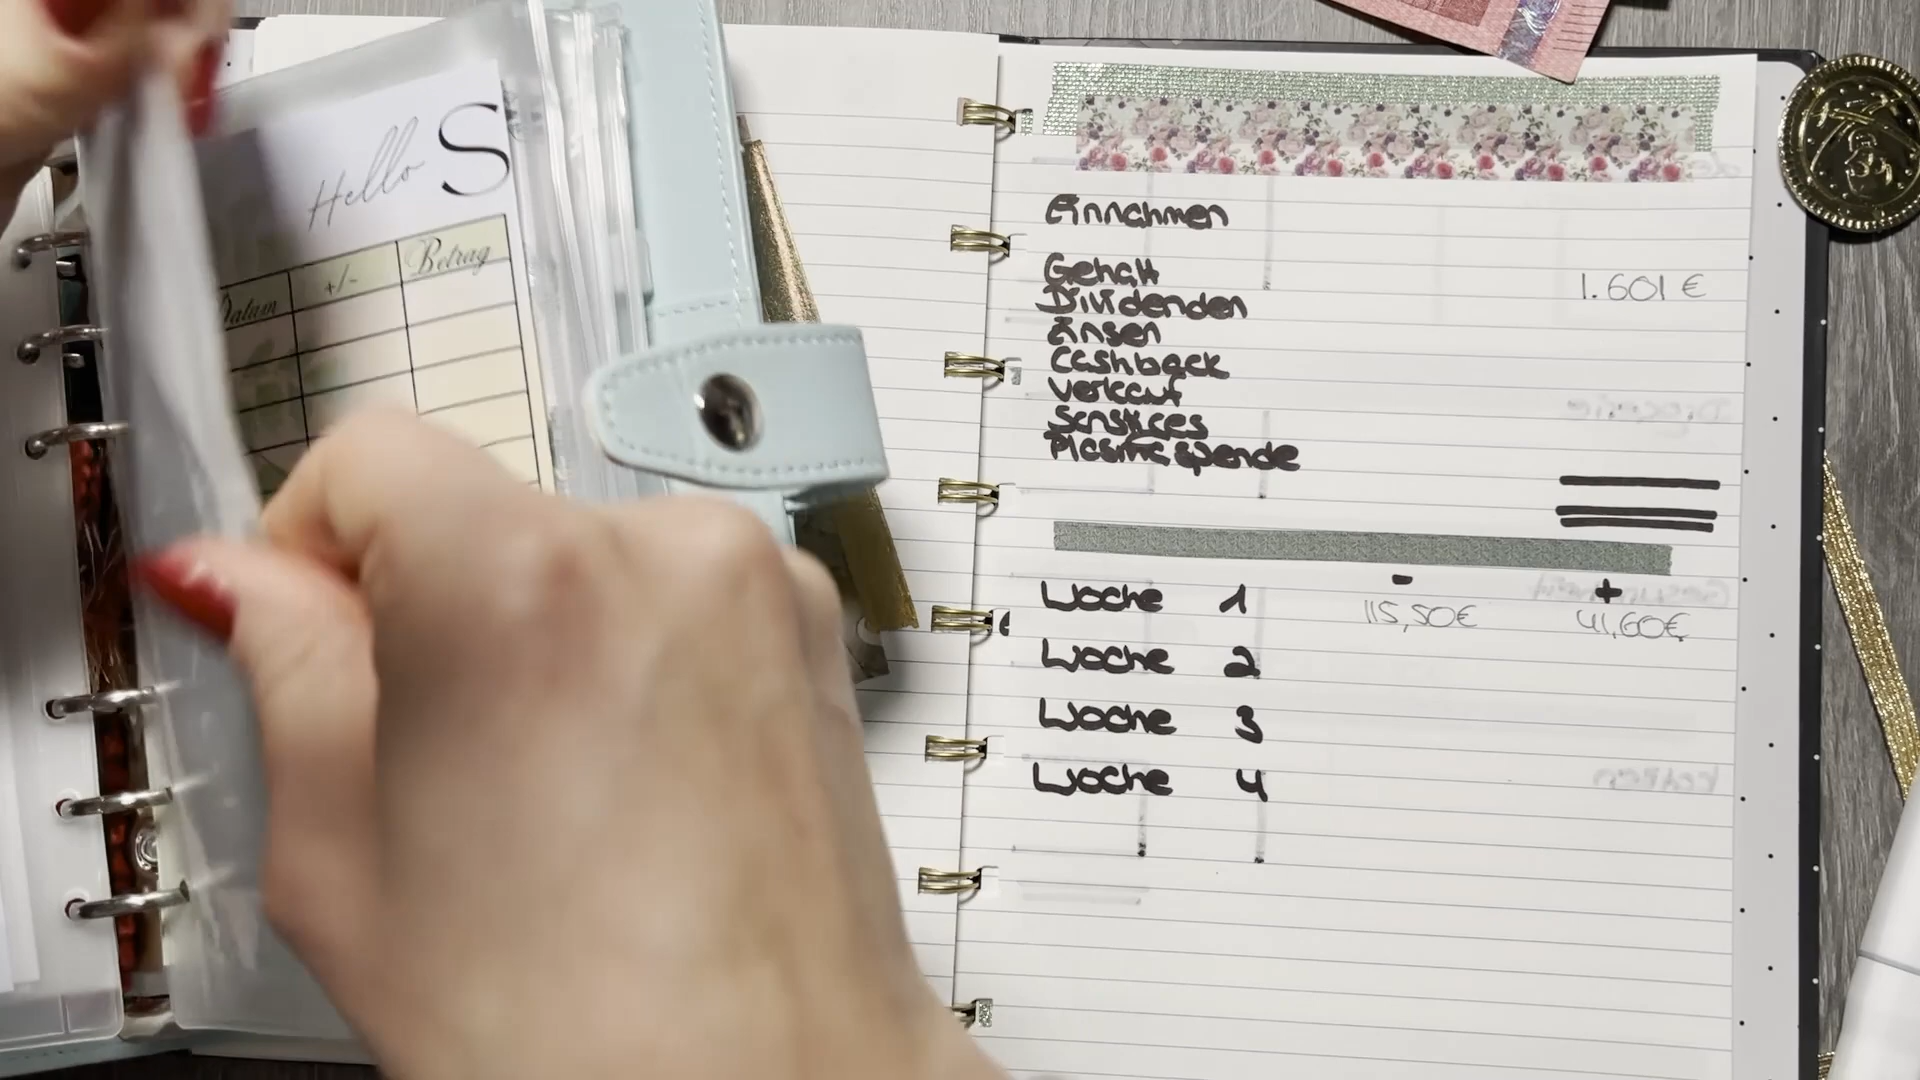 Hello S
Datum +/- Betrag
Einnahmen
Gehalt 1.601 €
Dividenden
Zinsen
Cashback
Verkauf
Sonstiges
Plasmaspende
- +
Woche 1 115,50€ 41,60€
Woche 2
Woche 3
Woche 4